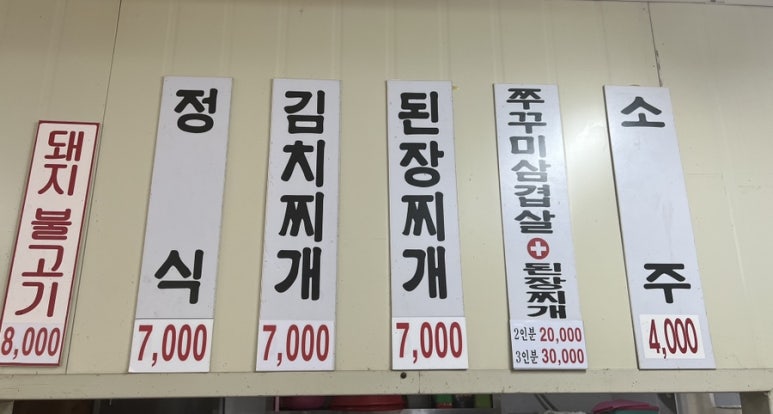 돼지 불고기
8,000
정식
7,000
김치찌개
7,000
된장찌개
7,000
쭈꾸미삼겹살+된장찌개
2인분 20,000
3인분 30,000
소주
4,000